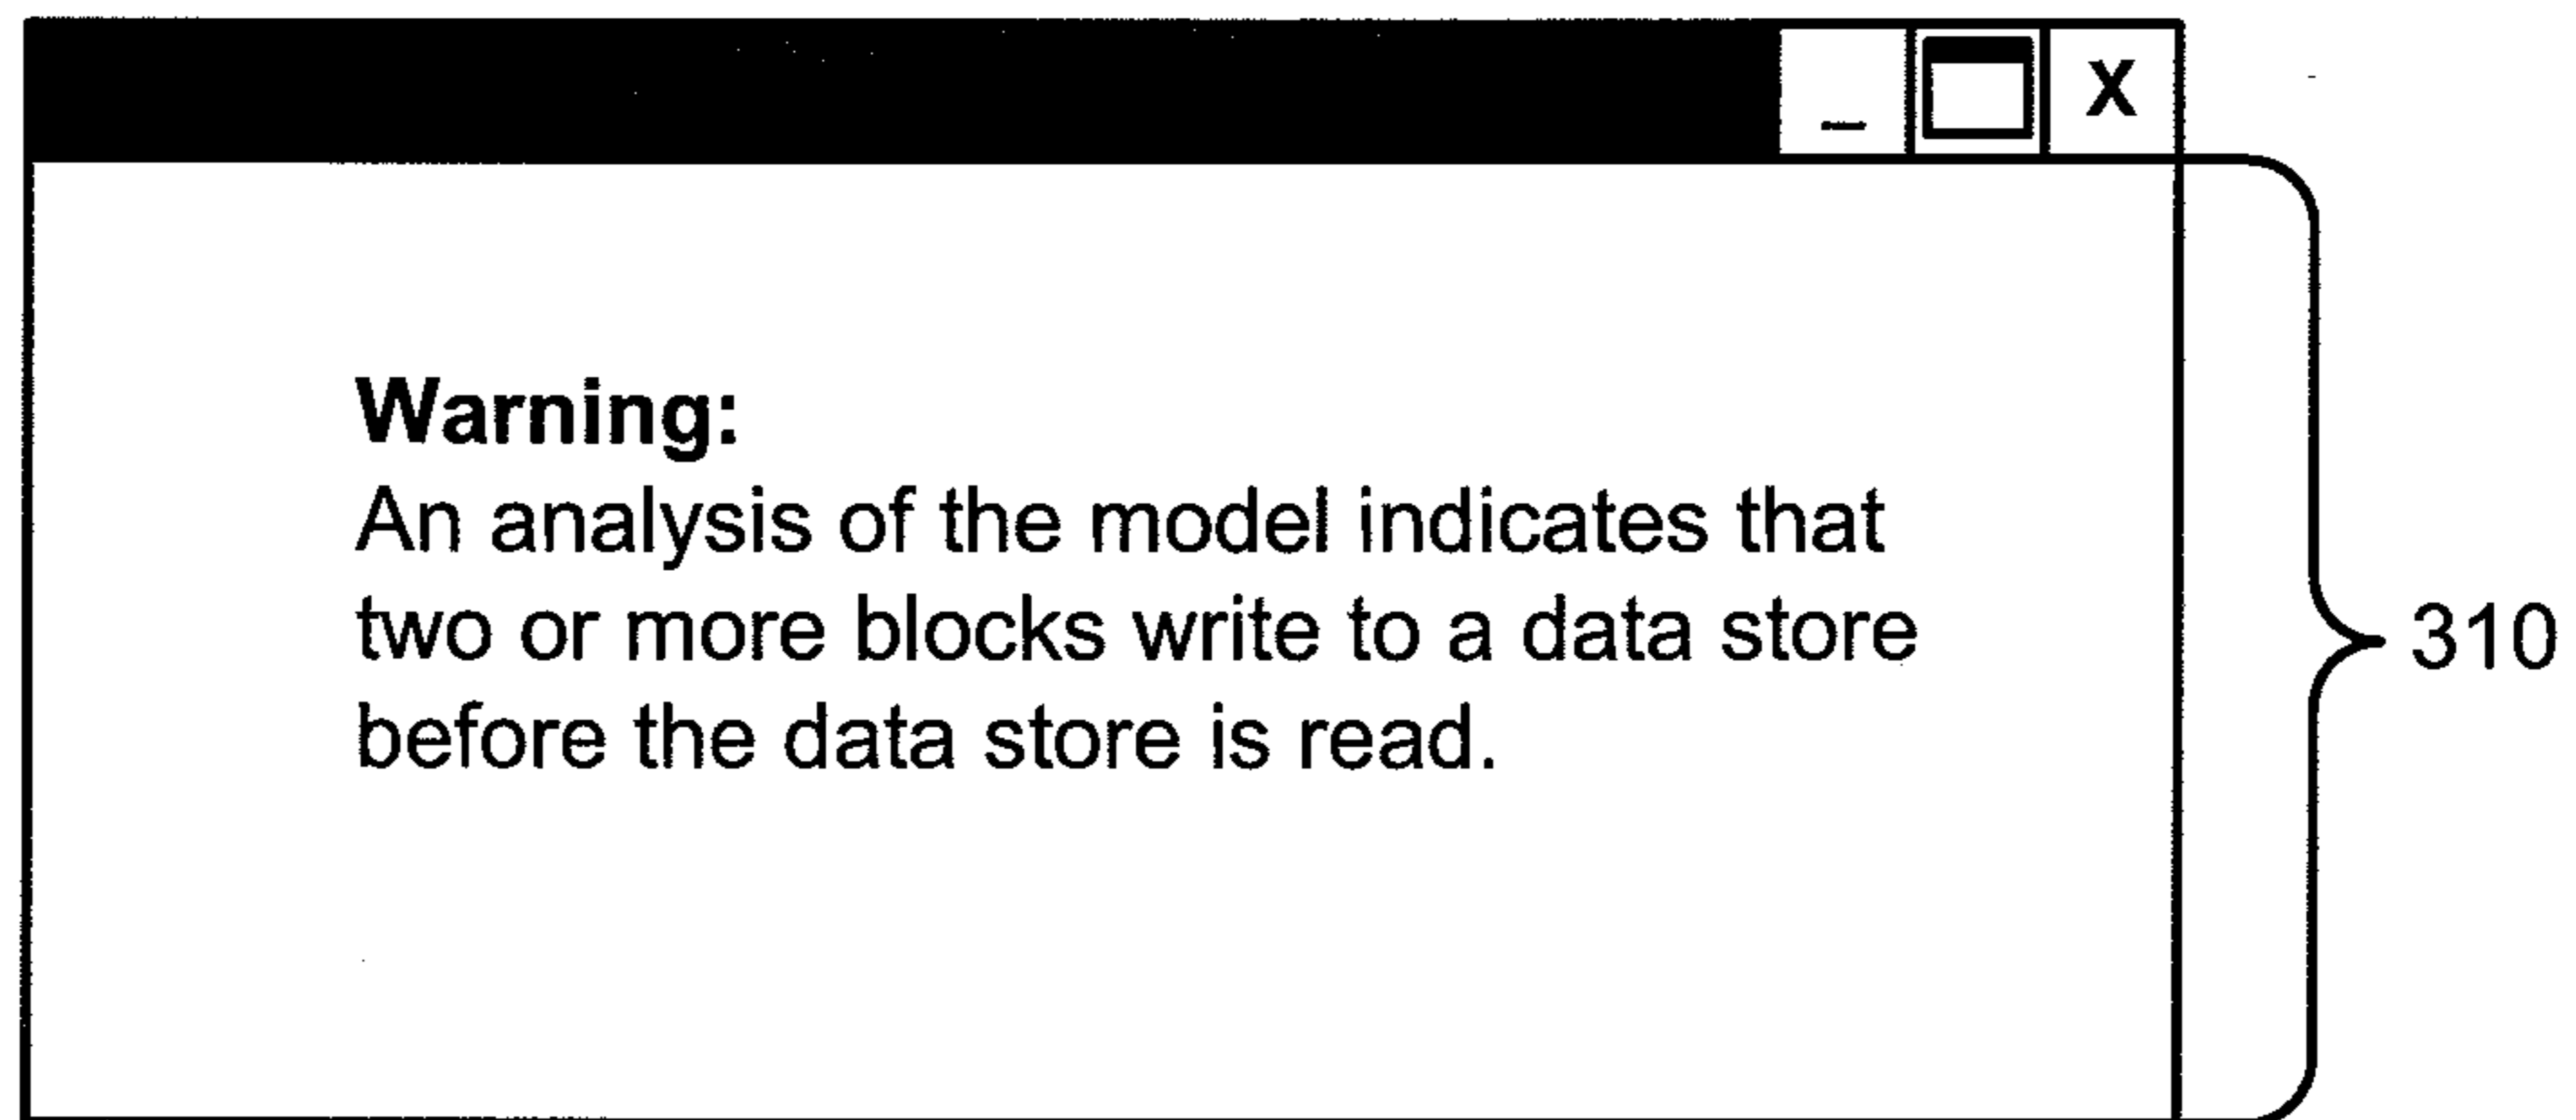 _ X
Warning:
An analysis of the model indicates that
two or more blocks write to a data store
before the data store is read.
310